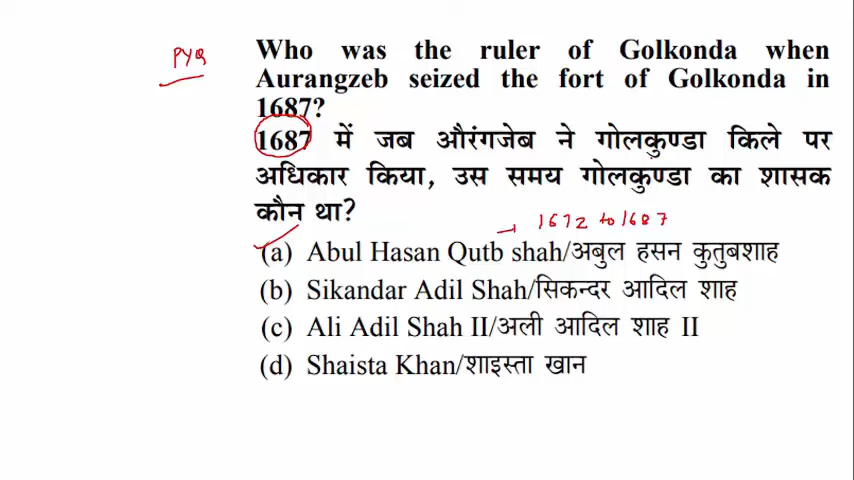 PYQ
Who was the ruler of Golkonda when
Aurangzeb seized the fort of Golkonda in
1687?
1687 में जब औरंगजेब ने गोलकुण्डा किले पर
अधिकार किया, उस समय गोलकुण्डा का शासक
कौन था?
→ 1672 to 1687
(a) Abul Hasan Qutb shah/अबुल हसन कुतुबशाह
(b) Sikandar Adil Shah/सिकन्दर आदिल शाह
(c) Ali Adil Shah II/अली आदिल शाह II
(d) Shaista Khan/शाइस्ता खान